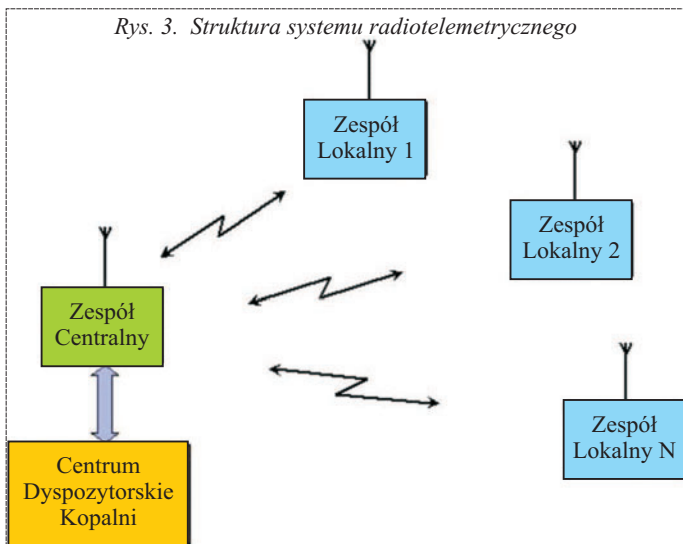 Rys. 3.  Struktura systemu radiotelemetrycznego
Zespół
Lokalny 1
Zespół
Lokalny 2
Zespół
Centralny
Zespół
Lokalny N
Centrum
Dyspozytorskie
Kopalni